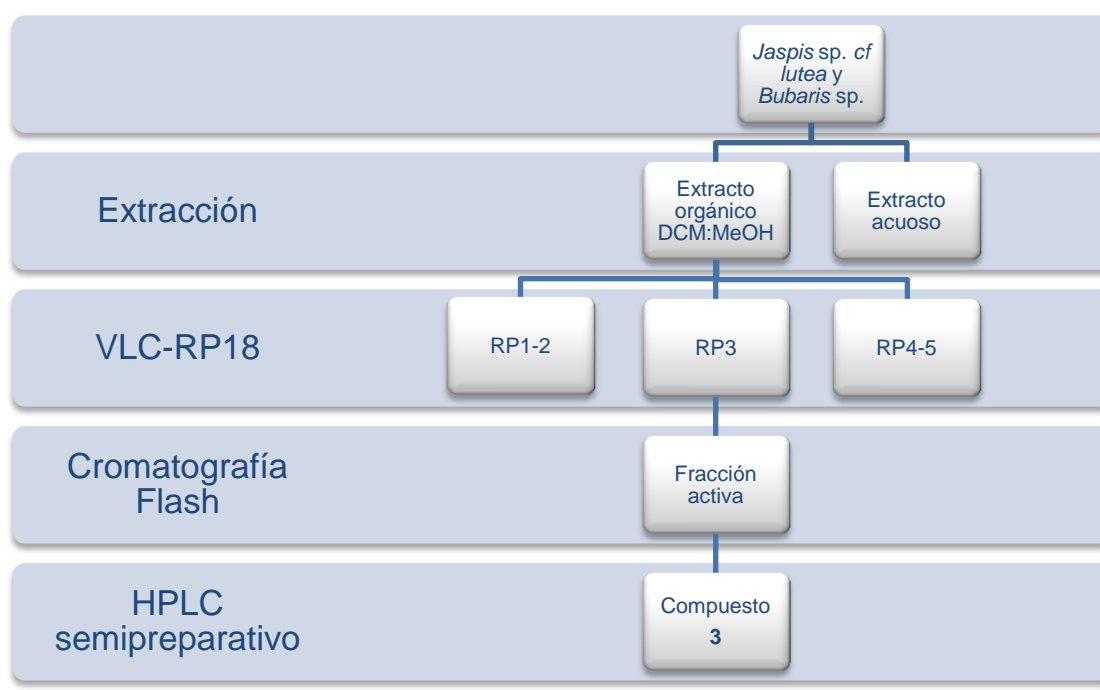 Jaspis sp. cf
lutea y
Bubaris sp.
Extracción
Extracto
orgánico
DCM:MeOH
Extracto
acuoso
VLC-RP18
RP1-2
RP3
RP4-5
Cromatografía
Flash
Fracción
activa
HPLC
semipreparativo
Compuesto
3